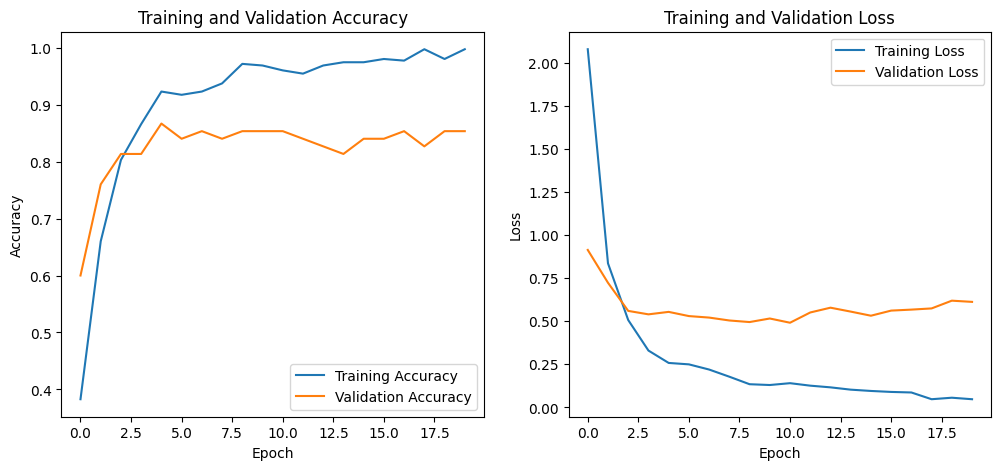 Training and Validation Accuracy
1.0
0.9
0.8
0.7
0.6
0.5
0.4
Accuracy
0.0 2.5 5.0 7.5 10.0 12.5 15.0 17.5
Epoch
Training Accuracy
Validation Accuracy
Training and Validation Loss
2.00
1.75
1.50
1.25
1.00
0.75
0.50
0.25
0.00
Loss
0.0 2.5 5.0 7.5 10.0 12.5 15.0 17.5
Epoch
Training Loss
Validation Loss